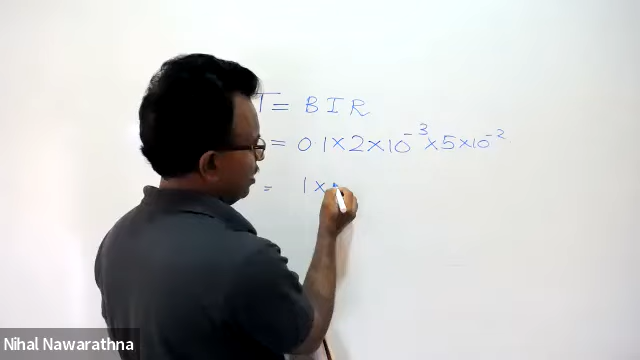 T = BIR
= 0.1 × 2 × 10⁻³ × 5 × 10⁻²
= 1 ×
Nihal Nawarathna